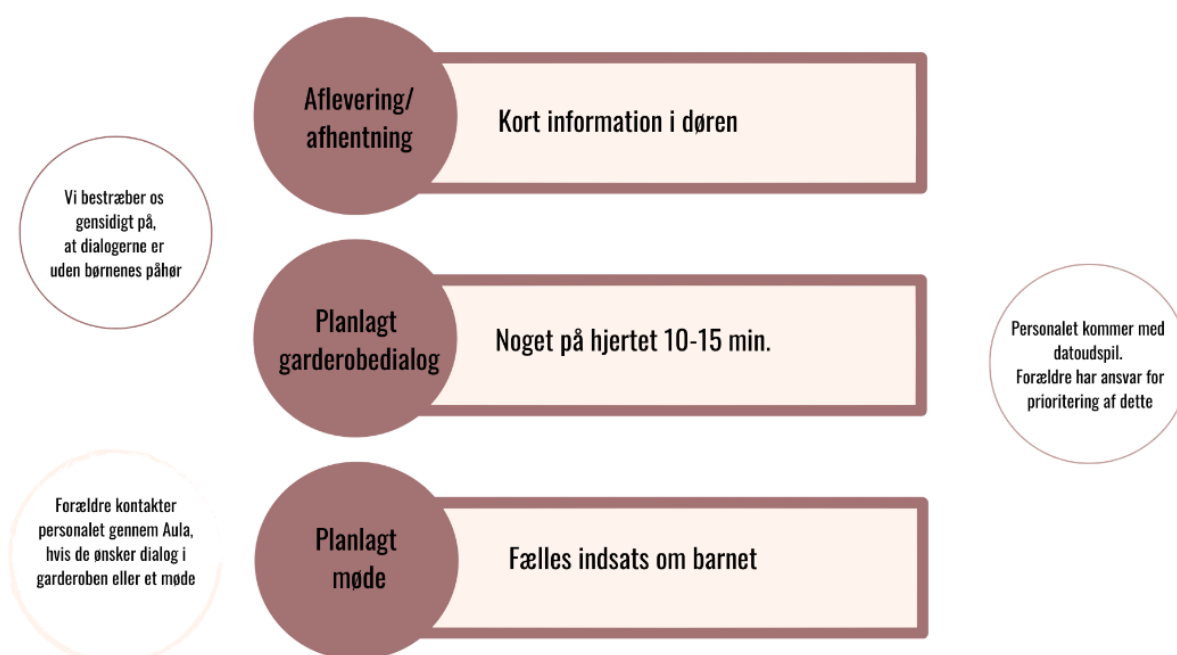 Aflevering/
afhentning
Kort information i døren
Vi bestræber os
gensidigt på,
at dialogerne er
uden børnenes påhør
Planlagt
garderobedialog
Noget på hjertet 10-15 min.
Personalet kommer med
datoudspil.
Forældre har ansvar for
prioritering af dette
Forældre kontakter
personalet gennem Aula,
hvis de ønsker dialog i
garderoben eller et møde
Planlagt
møde
Fælles indsats om barnet